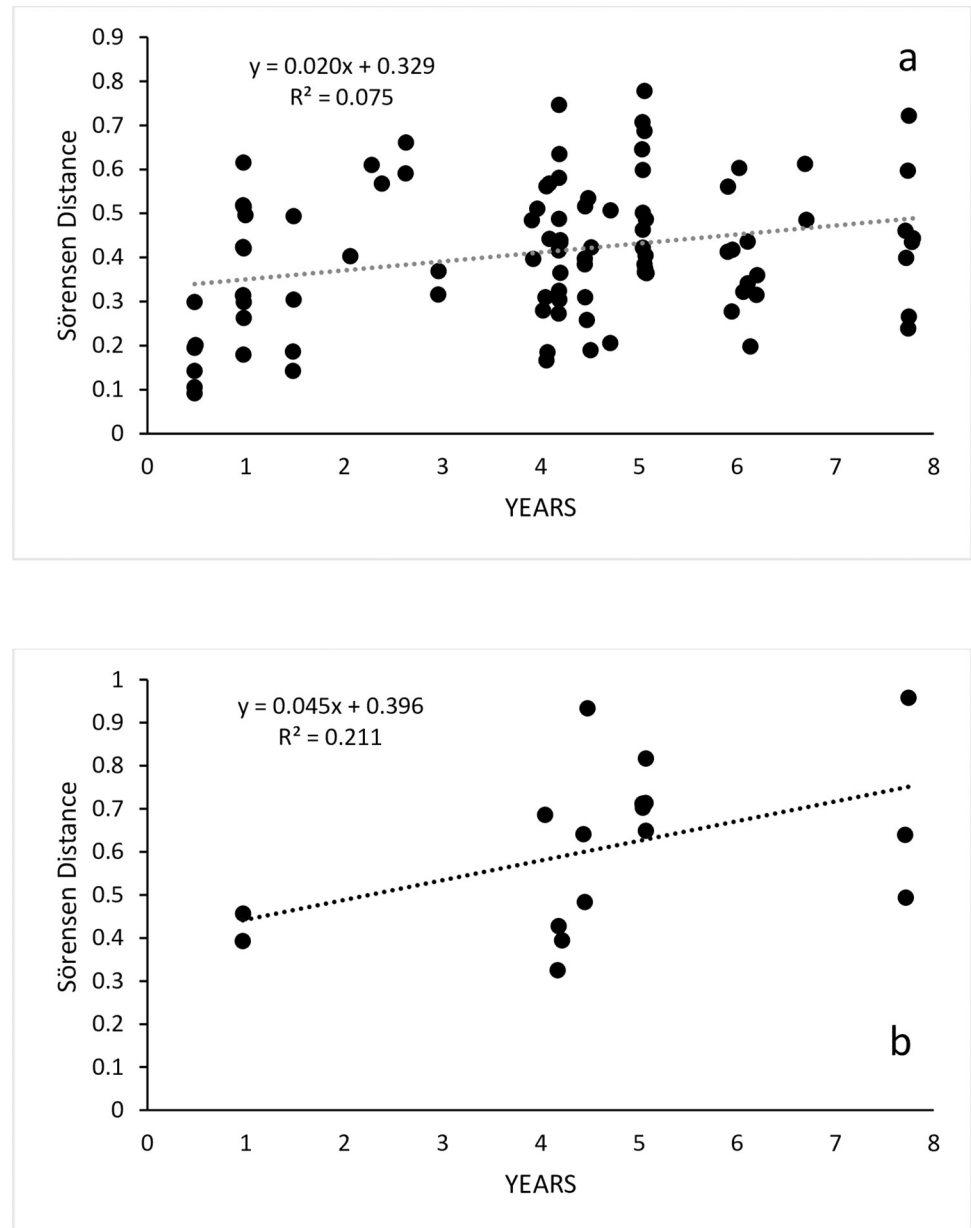 a
y = 0.020x + 0.329
R² = 0.075
Sörensen Distance
0.9
0.8
0.7
0.6
0.5
0.4
0.3
0.2
0.1
0
0 1 2 3 4 5 6 7 8
YEARS
y = 0.045x + 0.396
R² = 0.211
Sörensen Distance
1
0.9
0.8
0.7
0.6
0.5
0.4
0.3
0.2
0.1
0
b
0 1 2 3 4 5 6 7 8
YEARS